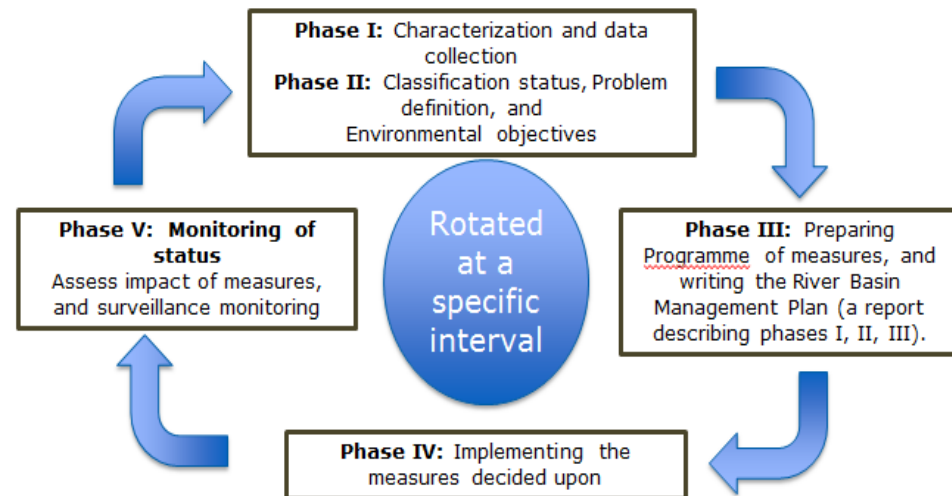 Phase I: Characterization and data
collection
Phase II: Classification status, Problem
definition, and
Environmental objectives
Phase III: Preparing
Programme of measures, and
writing the River Basin
Management Plan (a report
describing phases I, II, III).
Phase IV: Implementing the
measures decided upon
Phase V: Monitoring of
status
Assess impact of measures,
and surveillance monitoring
Rotated
at a
specific
interval